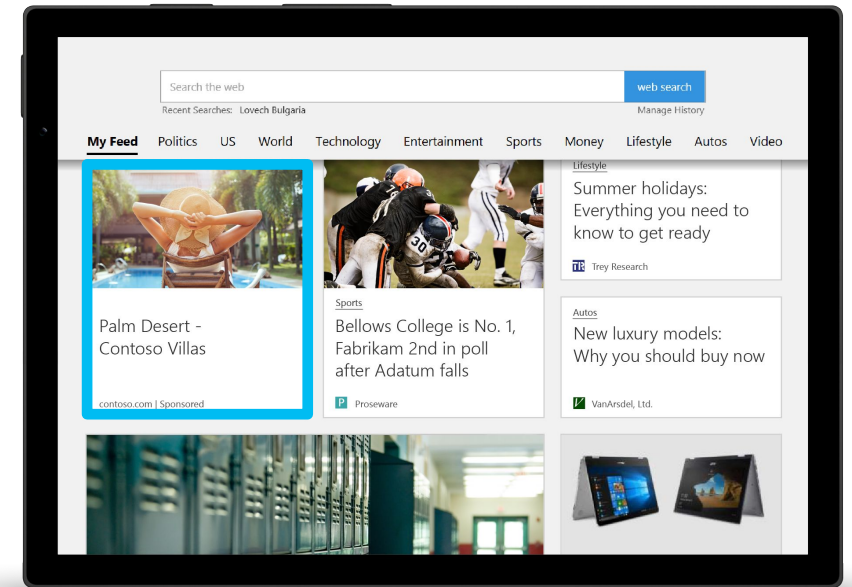 Search the web
web search
Recent Searches: Lovech Bulgaria
Manage History
My Feed Politics US World Technology Entertainment Sports Money Lifestyle Autos Video
Palm Desert -
Contoso Villas
contoso.com | Sponsored
Sports
Bellows College is No. 1,
Fabrikam 2nd in poll
after Adatum falls
P Proseware
Lifestyle
Summer holidays:
Everything you need to
know to get ready
TR Trey Research
Autos
New luxury models:
Why you should buy now
V VanArsdel, Ltd.
30